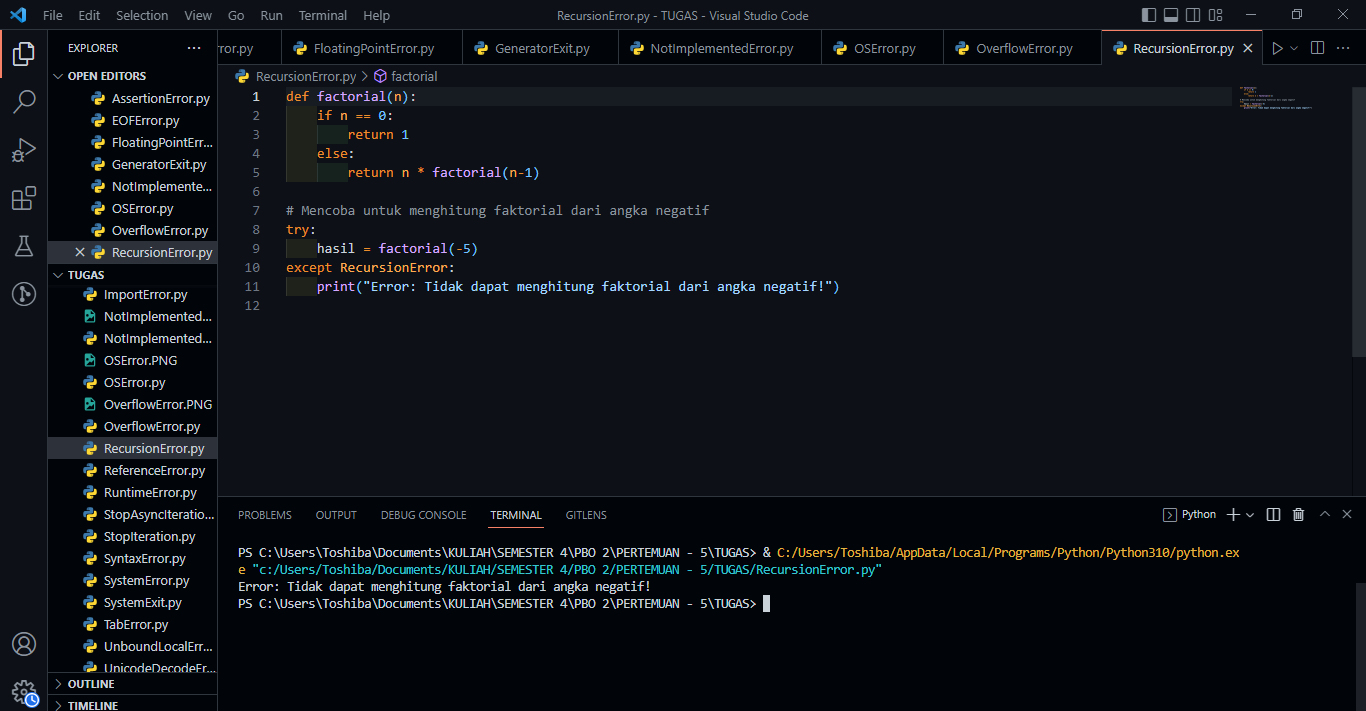 File Edit Selection View Go Run Terminal Help RecursionError.py - TUGAS - Visual Studio Code
EXPLORER
rror.py FloatingPointError.py GeneratorExit.py NotImplementedError.py OSError.py OverflowError.py RecursionError.py
OPEN EDITORS
AssertionError.py
EOFError.py
FloatingPointErr...
GeneratorExit.py
NotImplemente...
OSError.py
OverflowError.py
RecursionError.py
TUGAS
ImportError.py
NotImplemented...
NotImplemented...
OSError.PNG
OSError.py
OverflowError.PNG
OverflowError.py
RecursionError.py
ReferenceError.py
RuntimeError.py
StopAsyncIteratio...
StopIteration.py
SyntaxError.py
SystemError.py
SystemExit.py
TabError.py
UnboundLocalErr...
UnicodeDecodeEr...
OUTLINE
TIMELINE
RecursionError.py > factorial
1 def factorial(n):
2 if n == 0:
3 return 1
4 else:
5 return n * factorial(n-1)
6
7 # Mencoba untuk menghitung faktorial dari angka negatif
8 try:
9 hasil = factorial(-5)
10 except RecursionError:
11 print("Error: Tidak dapat menghitung faktorial dari angka negatif!")
12
PROBLEMS OUTPUT DEBUG CONSOLE TERMINAL GITLENS Python
PS C:\Users\Toshiba\Documents\KULIAH\SEMESTER 4\PBO 2\PERTEMUAN - 5\TUGAS> & C:/Users/Toshiba/AppData/Local/Programs/Python/Python310/python.ex
e "c:/Users/Toshiba/Documents/KULIAH/SEMESTER 4/PBO 2/PERTEMUAN - 5/TUGAS/RecursionError.py"
Error: Tidak dapat menghitung faktorial dari angka negatif!
PS C:\Users\Toshiba\Documents\KULIAH\SEMESTER 4\PBO 2\PERTEMUAN - 5\TUGAS>